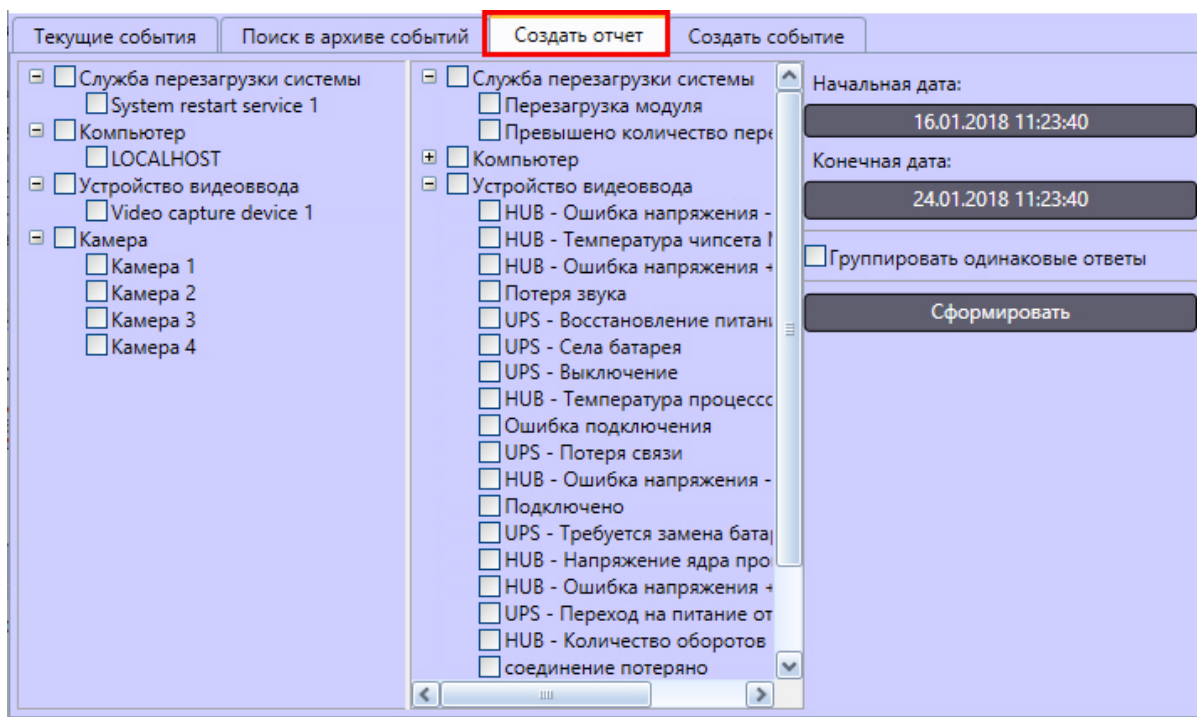 Текущие события
Поиск в архиве событий
Создать отчет
Создать событие
Служба перезагрузки системы
System restart service 1
Компьютер
LOCALHOST
Устройство видеоввода
Video capture device 1
Камера
Камера 1
Камера 2
Камера 3
Камера 4
Служба перезагрузки системы
Перезагрузка модуля
Превышено количество
Компьютер
Устройство видеоввода
HUB - Ошибка напряжения -
HUB - Температура чипсета
HUB - Ошибка напряжения +
Потеря звука
UPS - Восстановление
UPS - Села батарея
UPS - Выключение
HUB - Температура
Ошибка подключения
UPS - Потеря связи
HUB - Ошибка напряжения -
Подключено
UPS - Требуется замена
HUB - Напряжение ядра
HUB - Ошибка напряжения +
UPS - Переход на питание от
HUB - Количество оборотов
соединение потеряно
Начальная дата:
16.01.2018 11:23:40
Конечная дата:
24.01.2018 11:23:40
Группировать одинаковые ответы
Сформировать